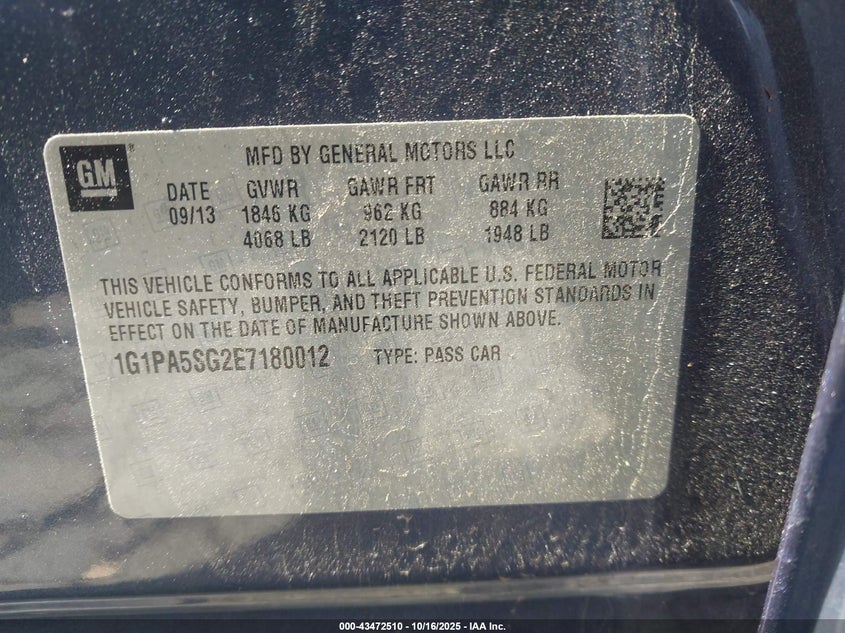 GM®
MFD BY GENERAL MOTORS LLC
DATE GVWR GAWR FRT GAWR RR
09/13 1846 KG 962 KG 884 KG
4068 LB 2120 LB 1948 LB
THIS VEHICLE CONFORMS TO ALL APPLICABLE U.S. FEDERAL MOTOR
VEHICLE SAFETY, BUMPER, AND THEFT PREVENTION STANDARDS IN
EFFECT ON THE DATE OF MANUFACTURE SHOWN ABOVE.
1G1PA5SG2E7180012 TYPE: PASS CAR
000-43472510 - 10/16/2025 - IAA Inc.